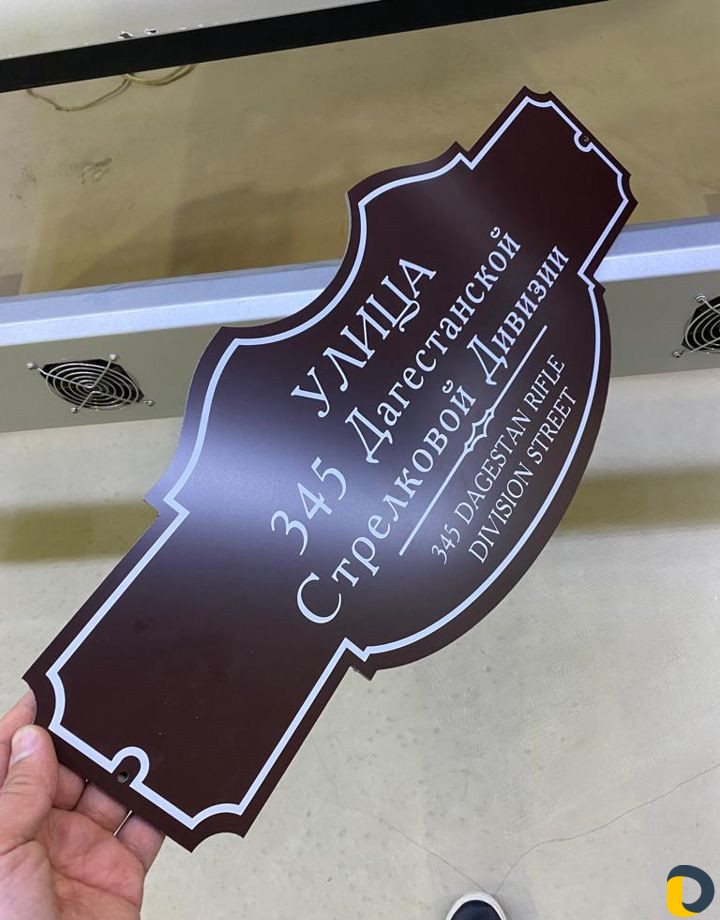 УЛИЦА
345 Дагестанской
Стрелковой Дивизии
345 DAGESTAN RIFLE
DIVISION STREET